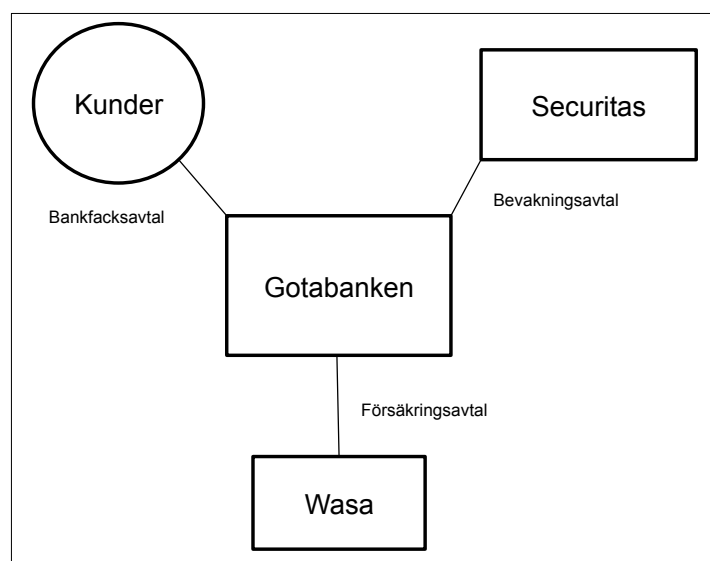 Kunder
Securitas
Bankfacksavtal
Bevakningsavtal
Gotabanken
Försäkringsavtal
Wasa